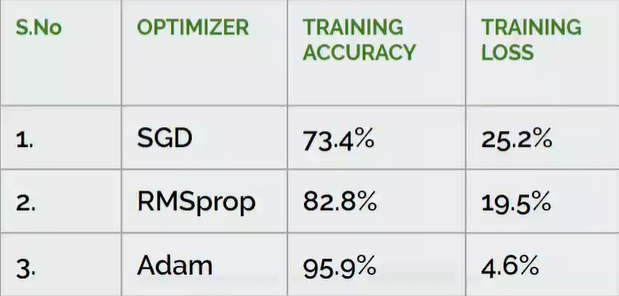 S.No OPTIMIZER TRAINING ACCURACY TRAINING LOSS
1. SGD 73.4% 25.2%
2. RMSprop 82.8% 19.5%
3. Adam 95.9% 4.6%